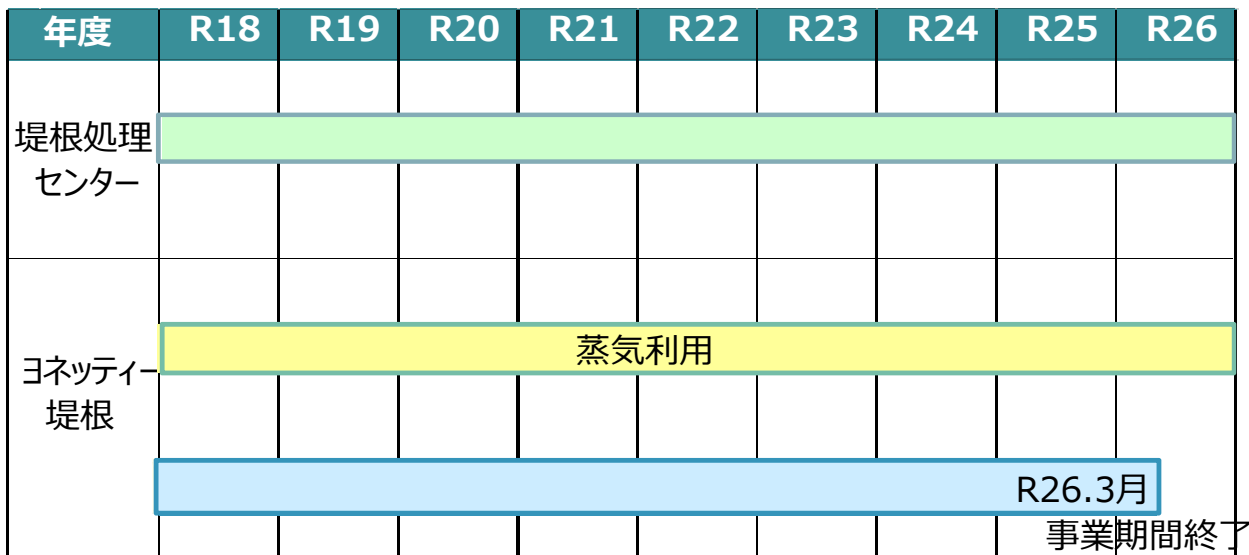 年度 R18 R19 R20 R21 R22 R23 R24 R25 R26
堤根処理
センター
蒸気利用
ヨネッティー
堤根
R26.3月
事業期間終了